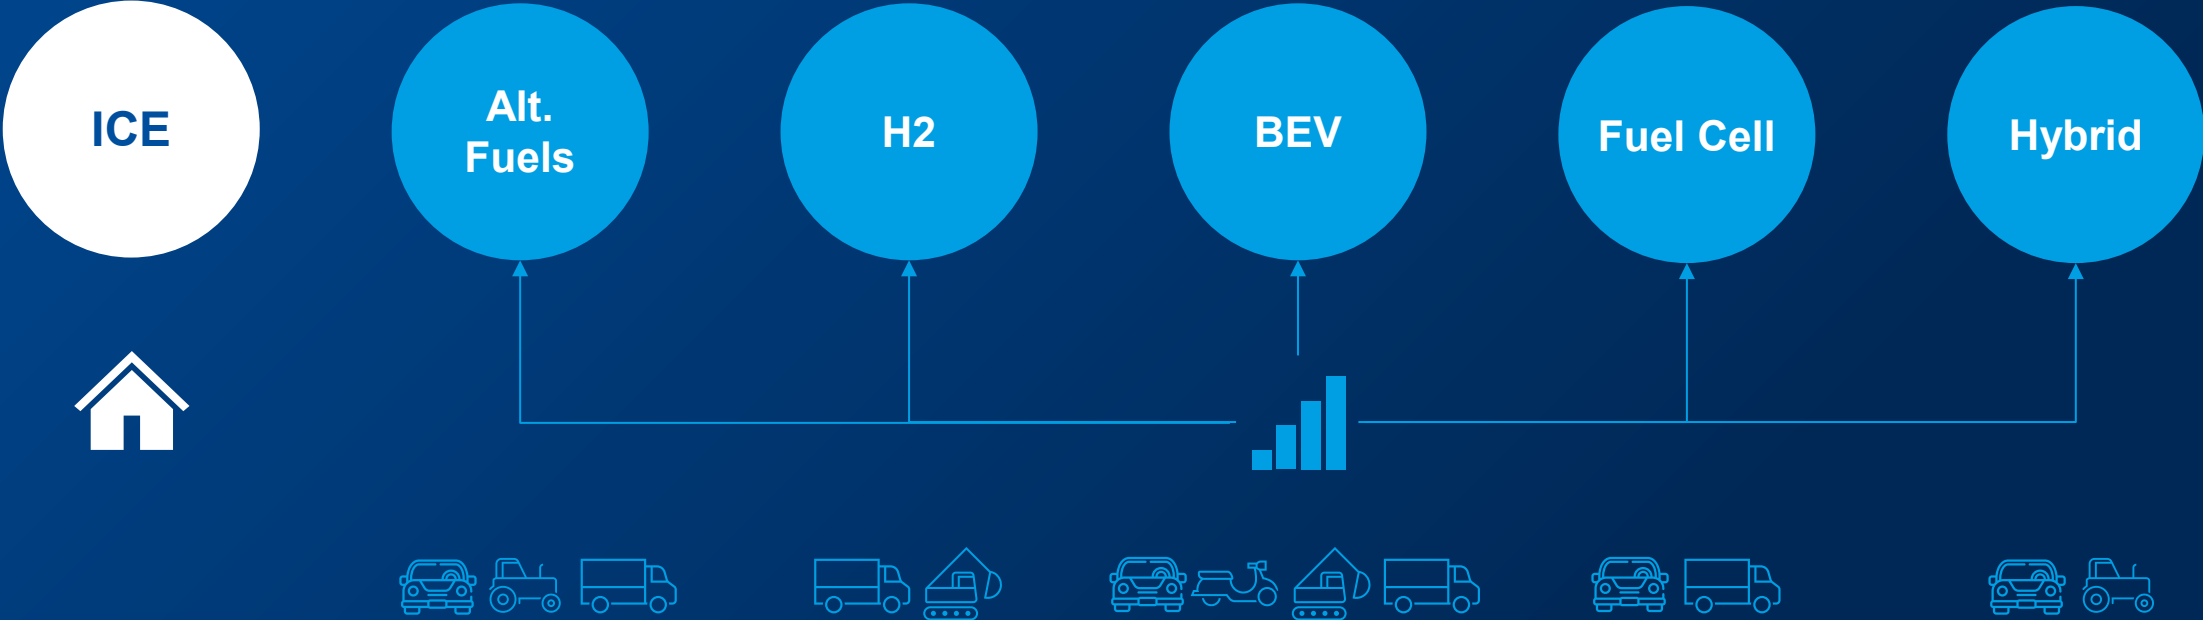 ICE
Alt.
Fuels
H2
BEV
Fuel Cell
Hybrid